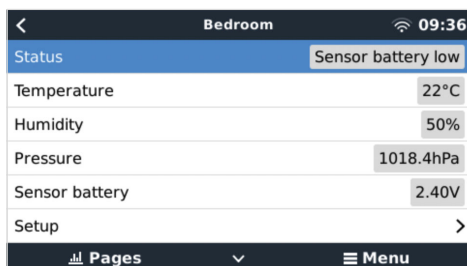 Bedroom 09:36
Status Sensor battery low
Temperature 22°C
Humidity 50%
Pressure 1018.4hPa
Sensor battery 2.40V
Setup
Pages Menu